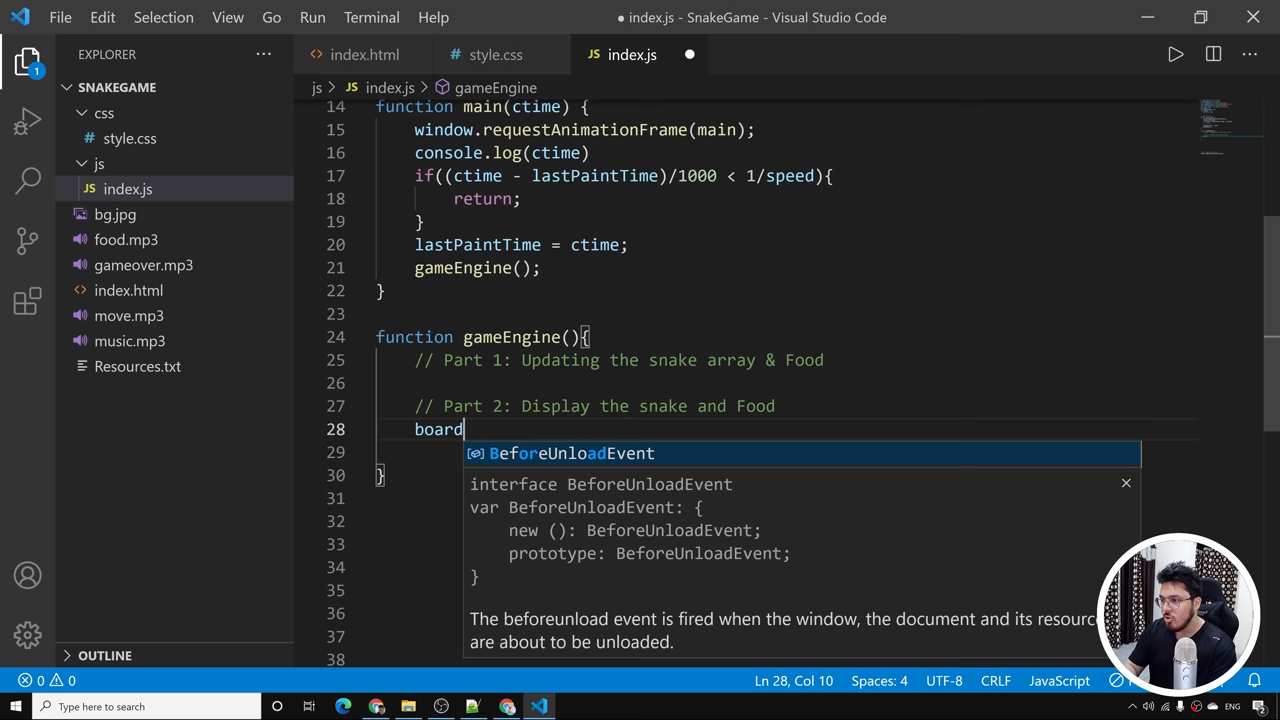 File Edit Selection View Go Run Terminal Help
● index.js - SnakeGame - Visual Studio Code
EXPLORER
1
SNAKEGAME
css
# style.css
js
JS index.js
bg.jpg
food.mp3
gameover.mp3
<> index.html
move.mp3
music.mp3
Resources.txt
OUTLINE
<> index.html
# style.css
JS index.js
js > JS index.js > gameEngine
14 function main(ctime) {
15 window.requestAnimationFrame(main);
16 console.log(ctime)
17 if((ctime - lastPaintTime)/1000 < 1/speed){
18 return;
19 }
20 lastPaintTime = ctime;
21 gameEngine();
22 }
23
24 function gameEngine(){
25 // Part 1: Updating the snake array & Food
26
27 // Part 2: Display the snake and Food
28 board
29
30 }
31
32
33
34
35
36
37
38
BeforeUnloadEvent
interface BeforeUnloadEvent
var BeforeUnloadEvent: {
new (): BeforeUnloadEvent;
prototype: BeforeUnloadEvent;
}
The beforeunload event is fired when the window, the document and its
are about to be unloaded.
0 0
Ln 28, Col 10 Spaces: 4 UTF-8 CRLF JavaScript
Type here to search
ENG
2